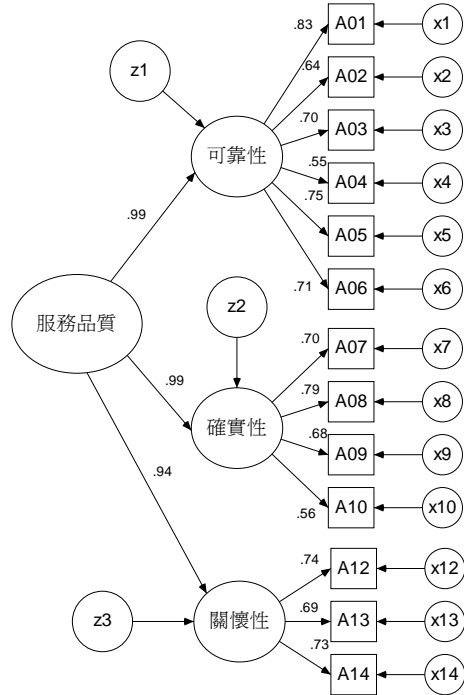 .83
A01
x1
z1
.64
A02
x2
.70
A03
x3
可靠性
.55
A04
x4
.75
A05
x5
.99
.71
A06
x6
z2
服務品質
.70
A07
x7
.79
A08
x8
.99
確實性
.68
A09
x9
.94
.56
A10
x10
.74
A12
x12
z3
關懷性
.69
A13
x13
.73
A14
x14